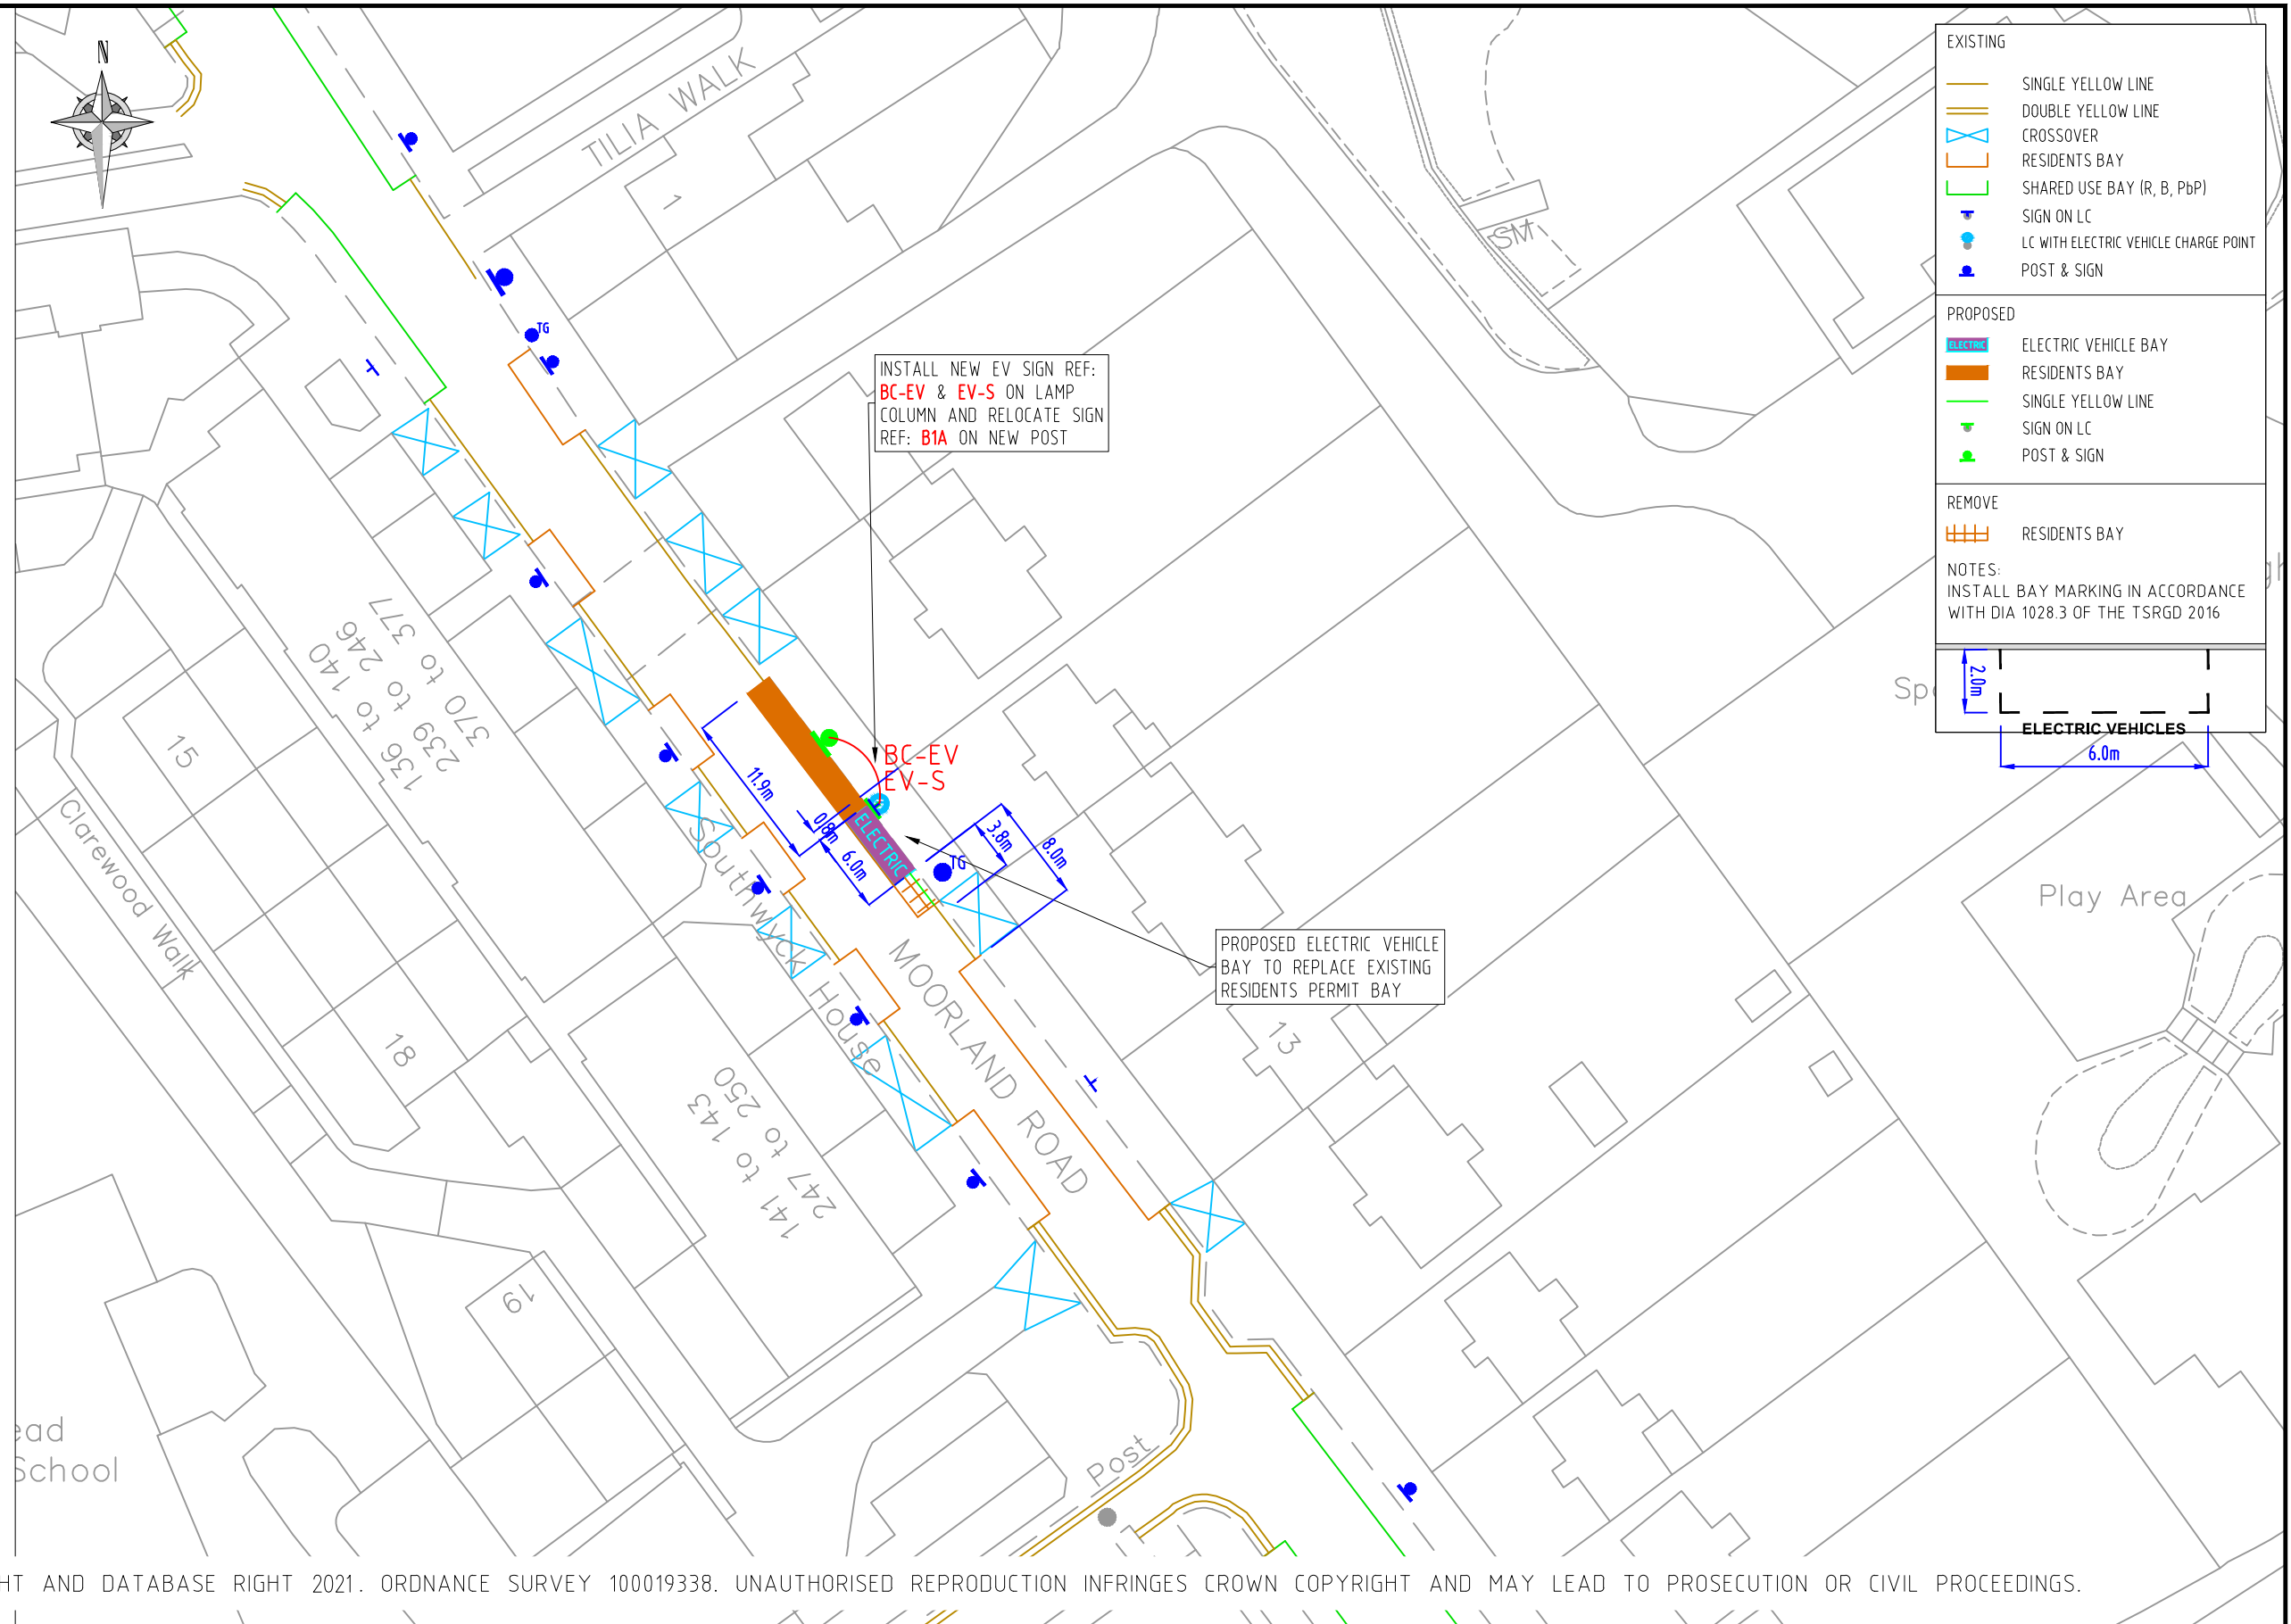 N
TILIA WALK
1
SM
EXISTING
SINGLE YELLOW LINE
DOUBLE YELLOW LINE
CROSSOVER
RESIDENTS BAY
SHARED USE BAY (R, B, PbP)
SIGN ON LC
LC WITH ELECTRIC VEHICLE CHARGE POINT
POST & SIGN
PROPOSED
ELECTRIC
ELECTRIC VEHICLE BAY
RESIDENTS BAY
SINGLE YELLOW LINE
SIGN ON LC
POST & SIGN
REMOVE
RESIDENTS BAY
NOTES:
INSTALL BAY MARKING IN ACCORDANCE
WITH DIA 1028.3 OF THE TSRGD 2016
2.0m
ELECTRIC VEHICLES
6.0m
TG
INSTALL NEW EV SIGN REF:
BC-EV & EV-S ON LAMP
COLUMN AND RELOCATE SIGN
REF: B1A ON NEW POST
370 to 377
239 to 246
136 to 140
15
Clarewood Walk
18
19
BC-EV
EV-S
11.9m
0.8m
6.0m
ELECTRIC
3.8m
8.0m
TG
PROPOSED ELECTRIC VEHICLE
BAY TO REPLACE EXISTING
RESIDENTS PERMIT BAY
Southwyck House
MOORLAND ROAD
13
Play Area
247 to 250
141 to 143
Post
School
AND DATABASE RIGHT 2021. ORDNANCE SURVEY 100019338. UNAUTHORISED REPRODUCTION INFRINGES CROWN COPYRIGHT AND MAY LEAD TO PROSECUTION OR CIVIL PROCEEDINGS.